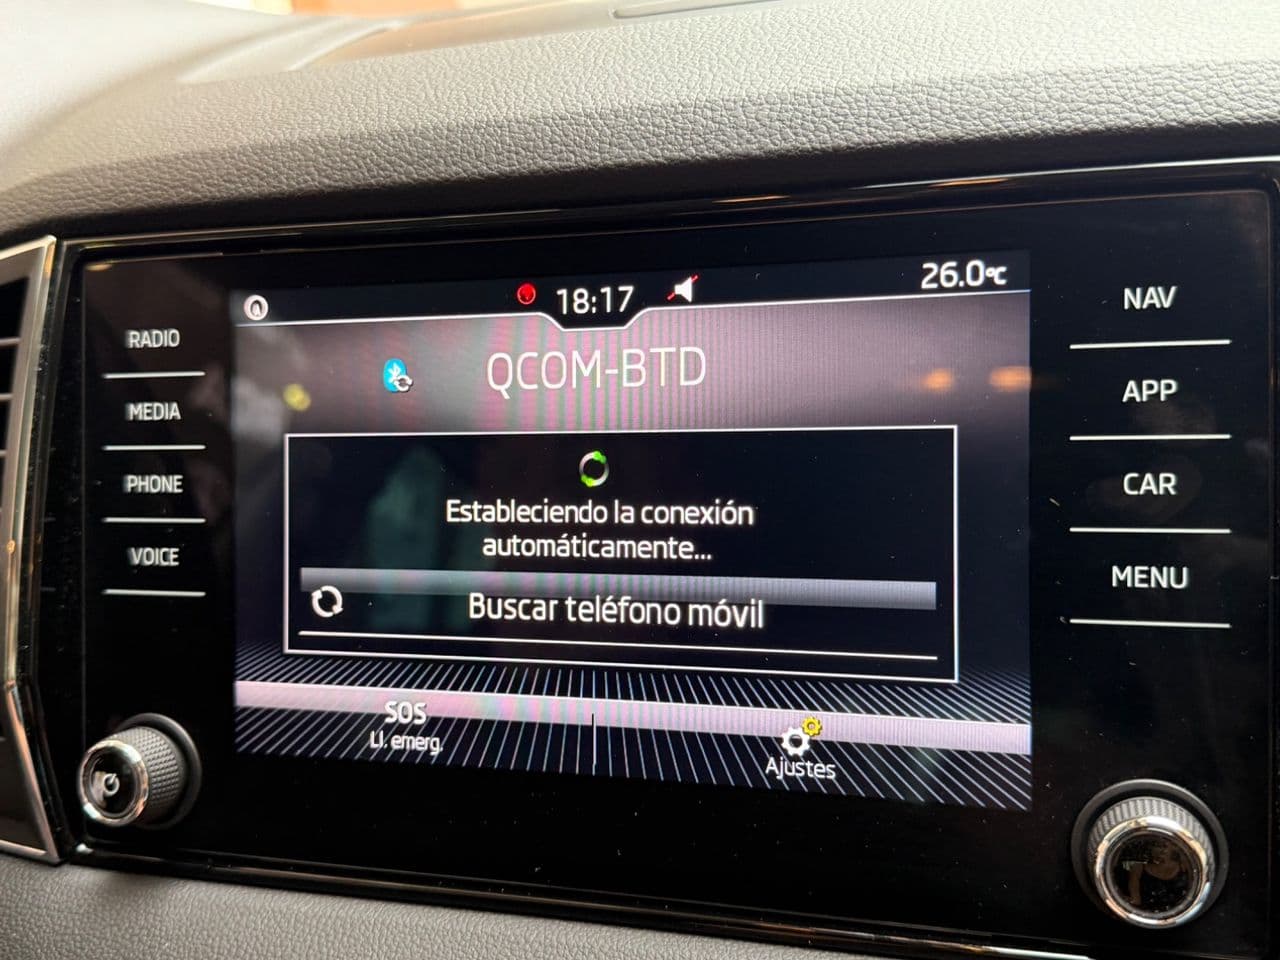 18:17
26.0°C
QCOM-BTD
Estableciendo la conexión
automáticamente...
Buscar teléfono móvil
SOS
Ll. emerg.
Ajustes
RADIO
MEDIA
PHONE
VOICE
NAV
APP
CAR
MENU